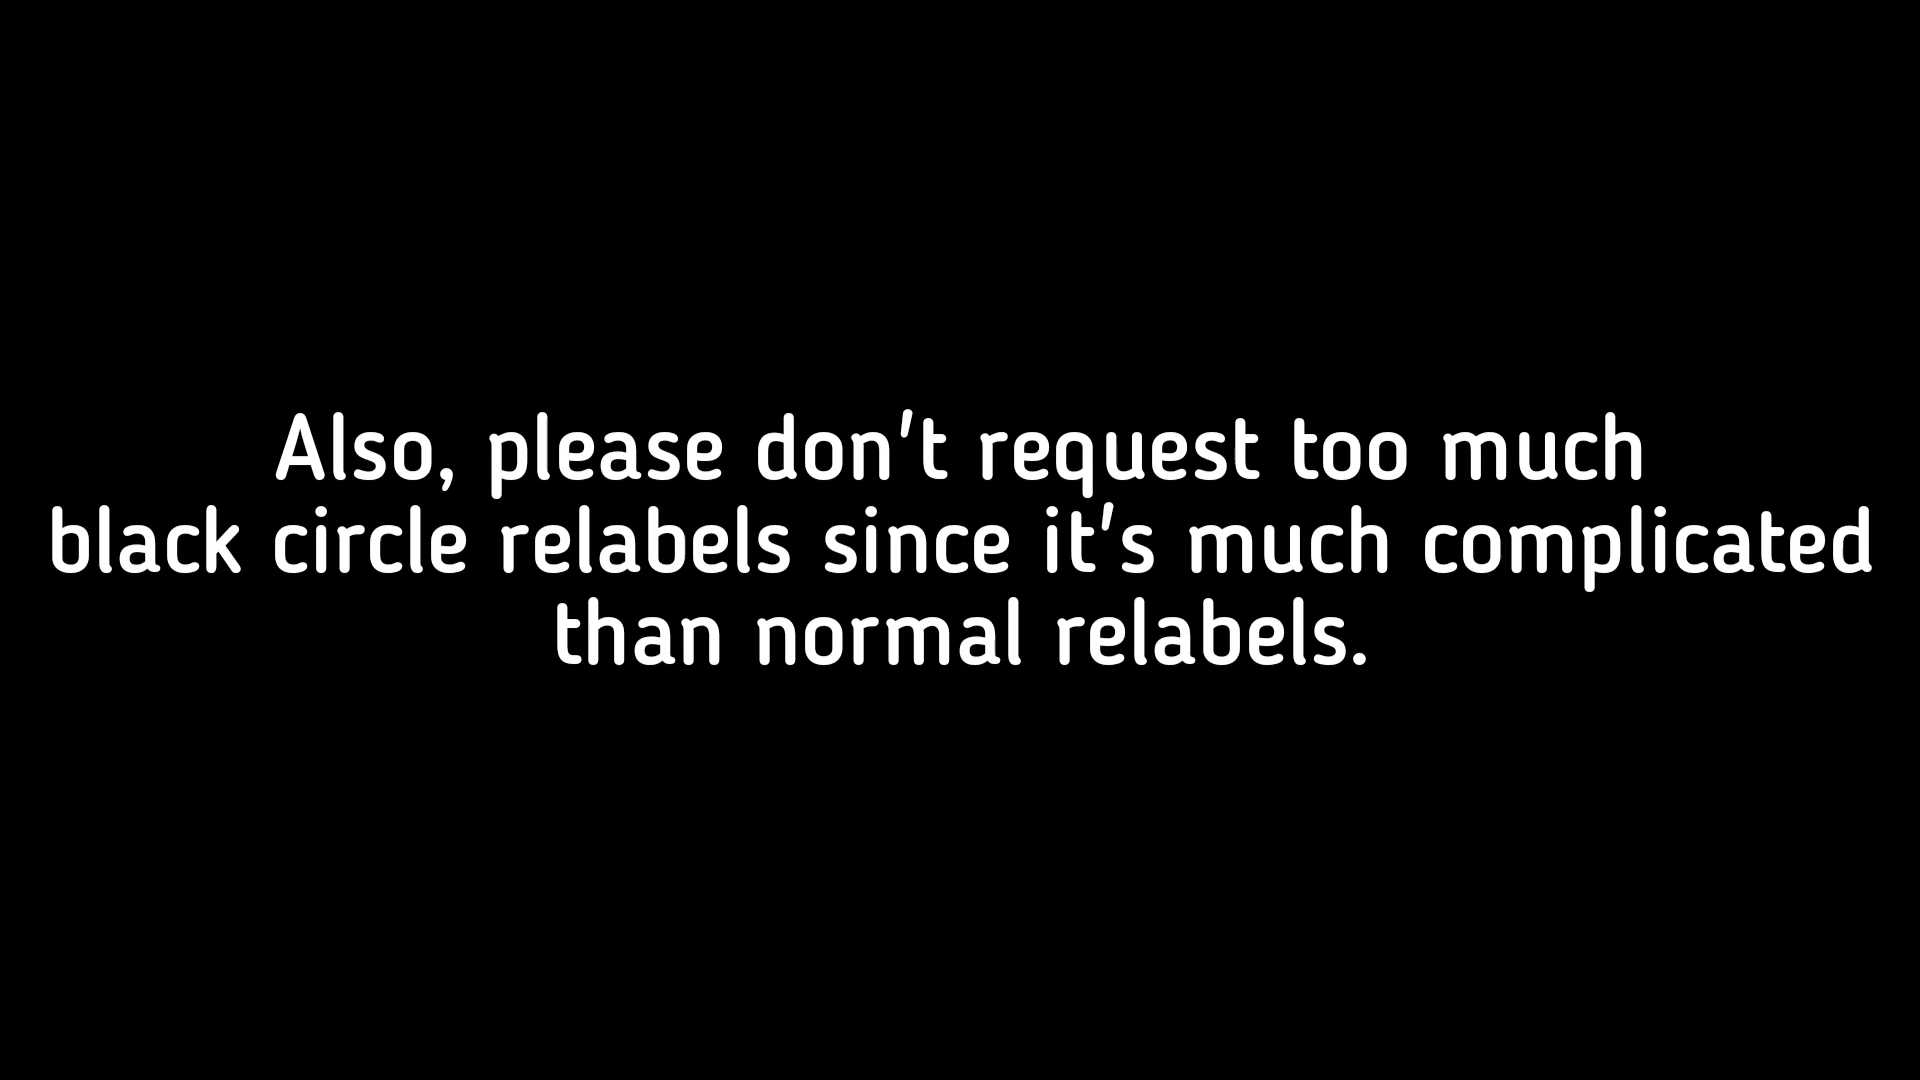 Also, please don't request too much
black circle relabels since it's much complicated
than normal relabels.